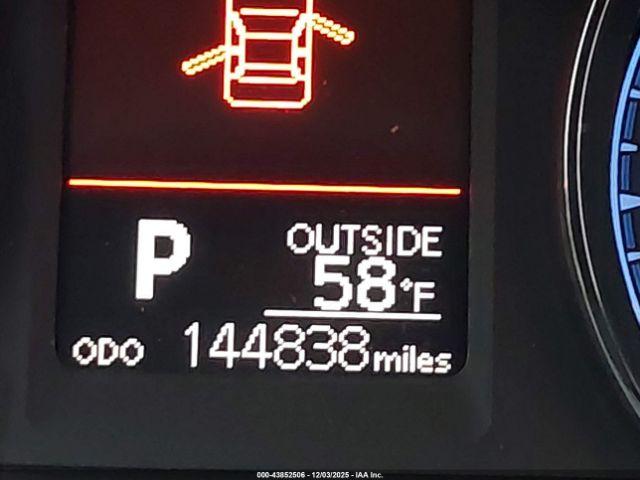 P
OUTSIDE
58°F
ODO 144838 miles
000-43852506 - 12/03/2025 - IAA Inc.